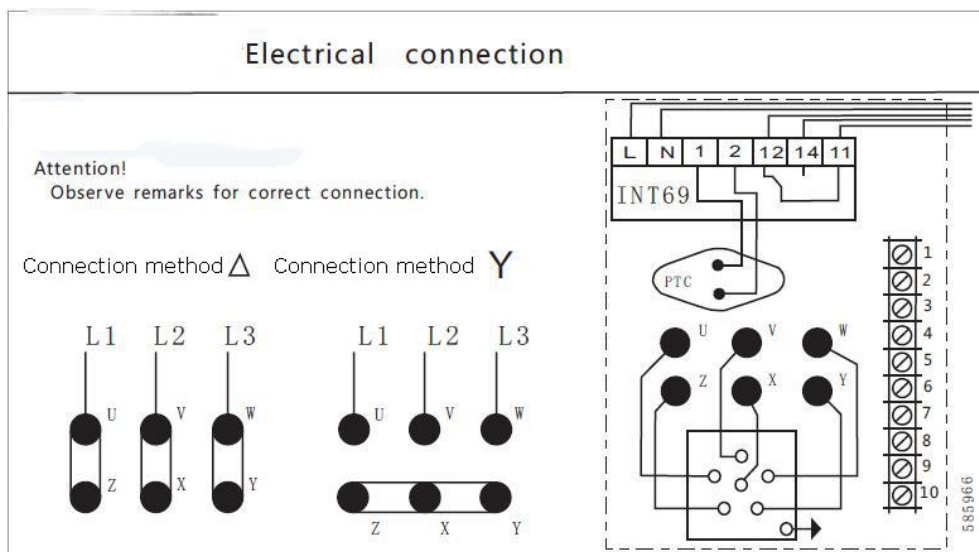 Electrical connection
Attention!
Observe remarks for correct connection.
Connection method △ Connection method Y
L1 L2 L3
U V W
Z X Y
L1 L2 L3
U V W
Z X Y
L N 1 2 12 14 11
INT69
PTC
U V W
Z X Y
1
2
3
4
5
6
7
8
9
10
585966